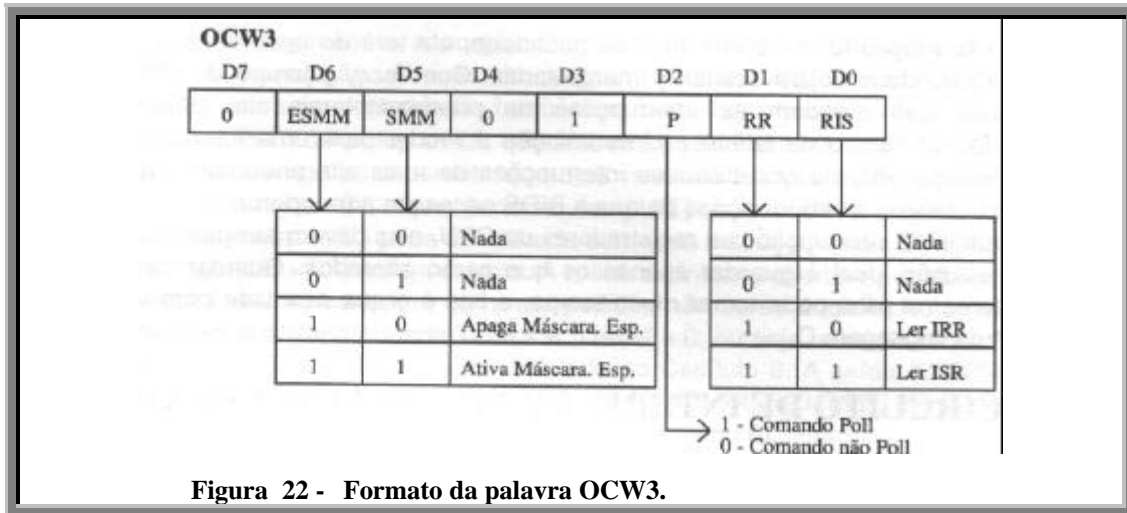 OCW3
D7 D6 D5 D4 D3 D2 D1 D0
0 ESMM SMM 0 1 P RR RIS
0 0 Nada 0 0 Nada
0 1 Nada 0 1 Nada
1 0 Apaga Máscara. Esp. 1 0 Ler IRR
1 1 Ativa Máscara. Esp. 1 1 Ler ISR
1 - Comando Poll
0 - Comando não Poll
Figura 22 - Formato da palavra OCW3.